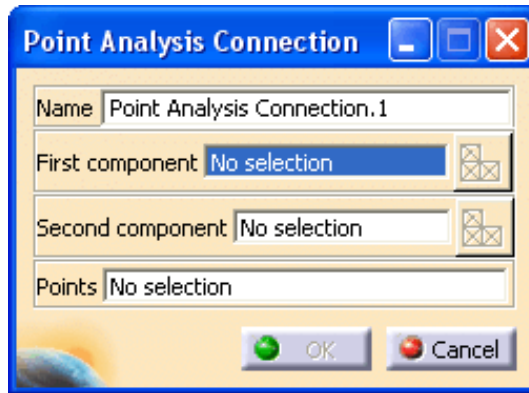 Point Analysis Connection
Name Point Analysis Connection.1
First component No selection
Second component No selection
Points No selection
OK Cancel